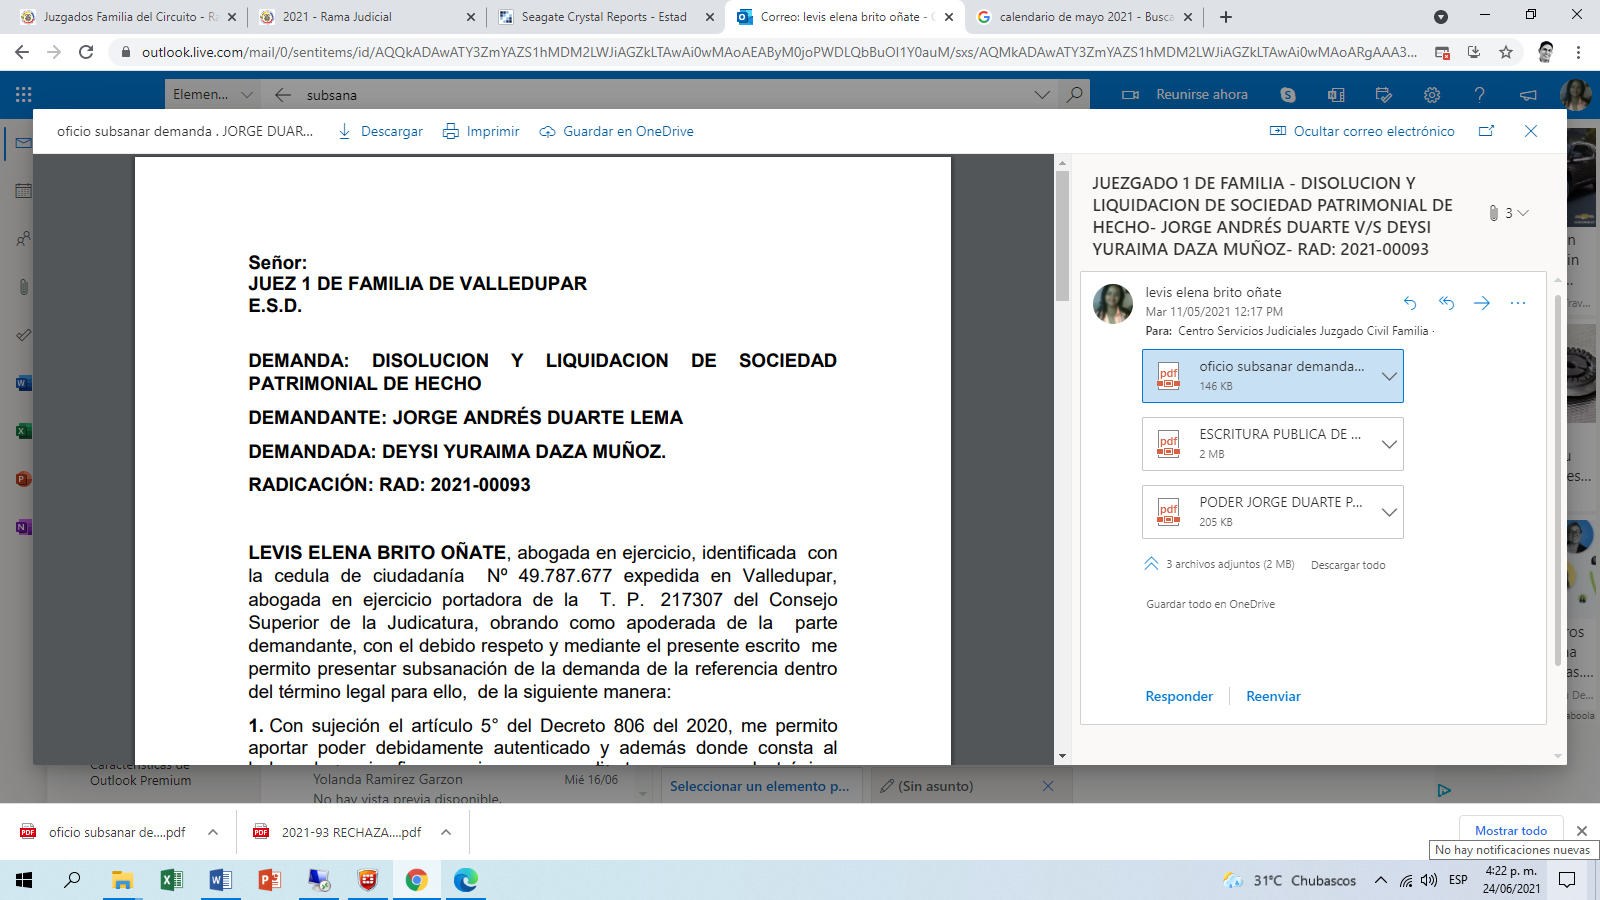 Juzgados Familia del Circuito - Ra
2021 - Rama Judicial
Seagate Crystal Reports - Estad
Correo: levis elena brito oñate - O
calendario de mayo 2021 - Busca
outlook.live.com/mail/0/sentitems/id/AQQkADAwATY3ZmYAZS1hMDM2LWJiAGZkLTAwAi0wMAoAEAByM0joPWDLQbBuOI1Y0auM/sxs/AQMkADAwATY3ZmYAZS1hMDM2LWJiAGZkLTAwAi0wMAoARgAAA3...
Elemen...
subsana
Reunirse ahora
oficio subsanar demanda . JORGE DUAR...
Descargar
Imprimir
Guardar en OneDrive
Ocultar correo electrónico
Señor:
JUEZ 1 DE FAMILIA DE VALLEDUPAR
E.S.D.
DEMANDA: DISOLUCION Y LIQUIDACION DE SOCIEDAD
PATRIMONIAL DE HECHO
DEMANDANTE: JORGE ANDRÉS DUARTE LEMA
DEMANDADA: DEYSI YURAIMA DAZA MUÑOZ.
RADICACIÓN: RAD: 2021-00093
LEVIS ELENA BRITO OÑATE, abogada en ejercicio, identificada con
la cedula de ciudadanía Nº 49.787.677 expedida en Valledupar,
abogada en ejercicio portadora de la T. P. 217307 del Consejo
Superior de la Judicatura, obrando como apoderada de la parte
demandante, con el debido respeto y mediante el presente escrito me
permito presentar subsanación de la demanda de la referencia dentro
del término legal para ello, de la siguiente manera:
1. Con sujeción el artículo 5° del Decreto 806 del 2020, me permito
aportar poder debidamente autenticado y además donde consta al
JUEZGADO 1 DE FAMILIA - DISOLUCION Y
LIQUIDACION DE SOCIEDAD PATRIMONIAL DE
HECHO- JORGE ANDRÉS DUARTE V/S DEYSI
YURAIMA DAZA MUÑOZ- RAD: 2021-00093
3
levis elena brito oñate
Mar 11/05/2021 12:17 PM
Para: Centro Servicios Judiciales Juzgado Civil Familia ·
pdf
oficio subsanar demanda...
146 KB
pdf
ESCRITURA PUBLICA DE ...
2 MB
pdf
PODER JORGE DUARTE P...
205 KB
3 archivos adjuntos (2 MB)
Descargar todo
Guardar todo en OneDrive
Responder
Reenviar
Características de
Outlook Premium
Yolanda Ramirez Garzon
Mié 16/06
No hay vista previa disponible.
Seleccionar un elemento p...
(Sin asunto)
oficio subsanar de....pdf
2021-93 RECHAZA....pdf
Mostrar todo
No hay notificaciones nuevas
31°C Chubascos
ESP
4:22 p. m.
24/06/2021